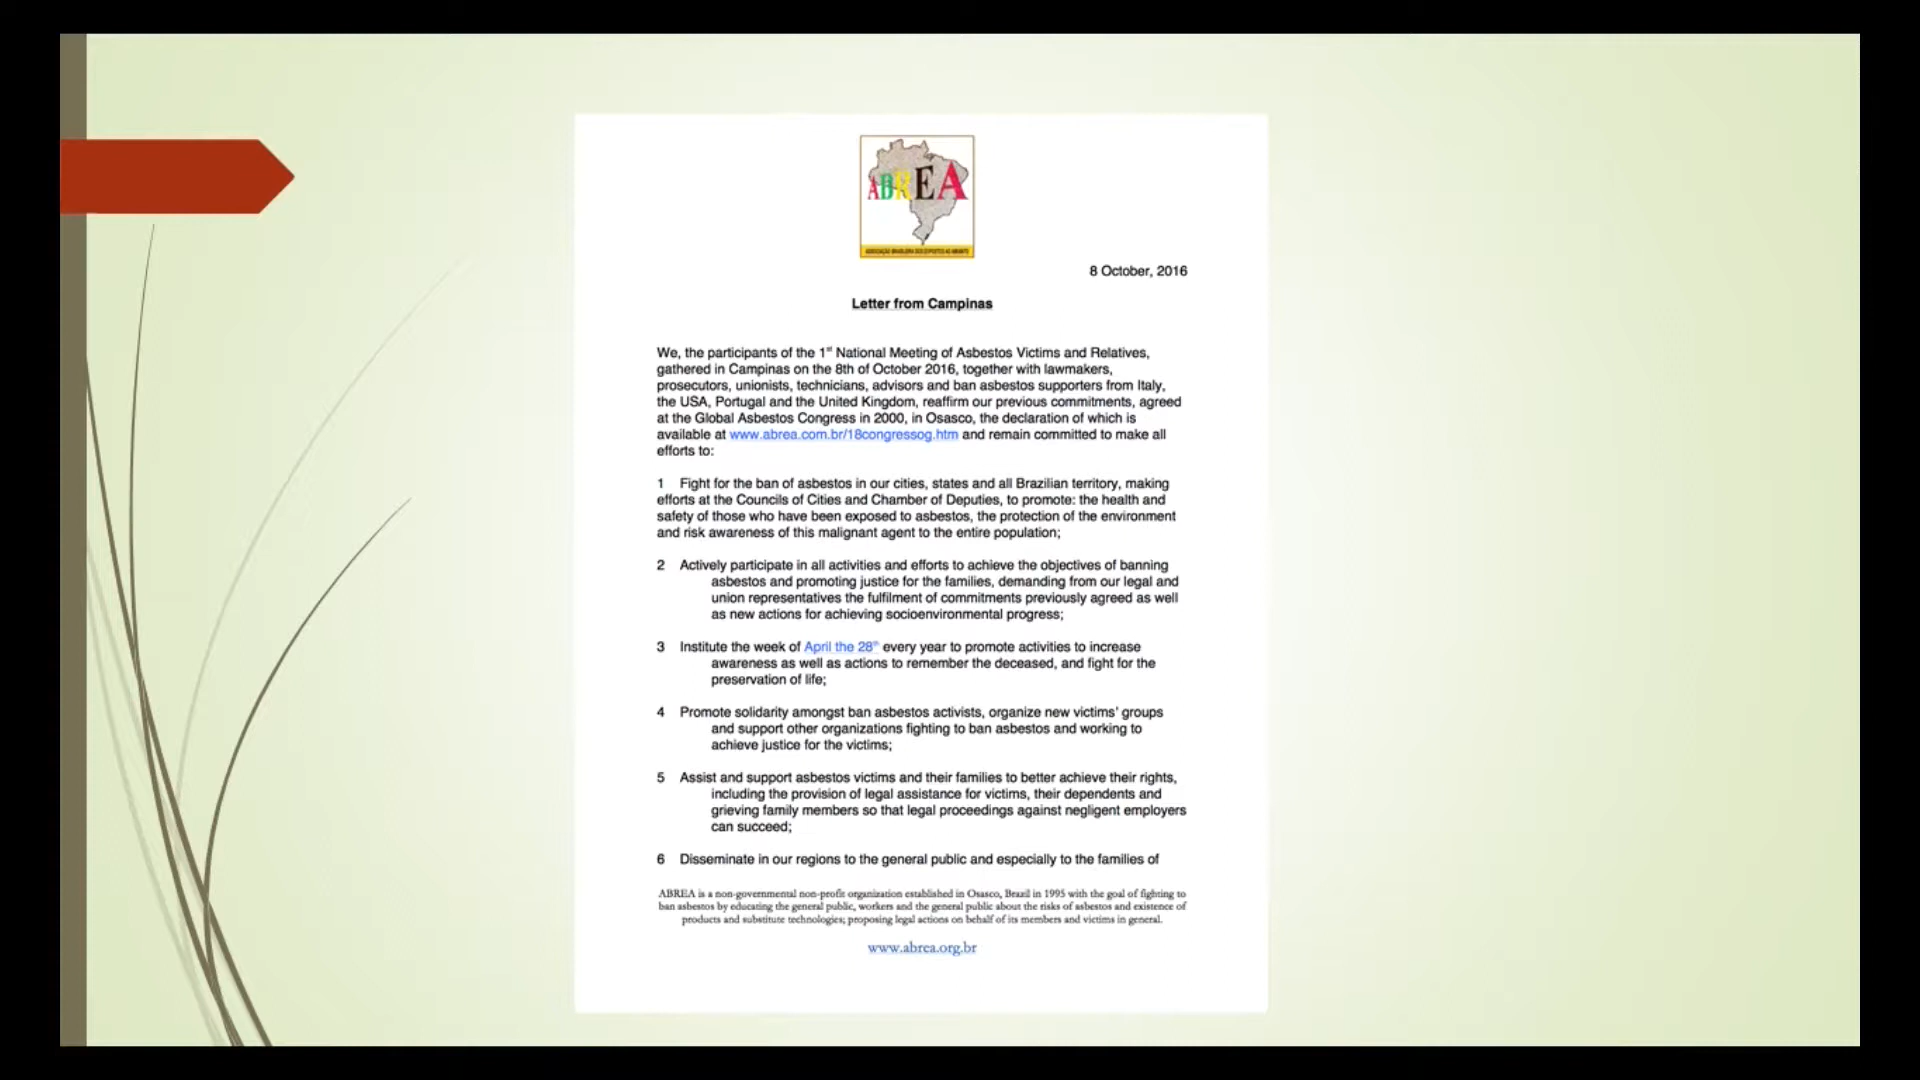 ABREA
ASSOCIAÇÃO BRASILEIRA DOS EXPOSTOS AO AMIANTO
8 October, 2016
Letter from Campinas
We, the participants of the 1st National Meeting of Asbestos Victims and Relatives,
gathered in Campinas on the 8th of October 2016, together with lawmakers,
prosecutors, unionists, technicians, advisors and ban asbestos supporters from Italy,
the USA, Portugal and the United Kingdom, reaffirm our previous commitments, agreed
at the Global Asbestos Congress in 2000, in Osasco, the declaration of which is
available at www.abrea.com.br/18congressog.htm and remain committed to make all
efforts to:
1 Fight for the ban of asbestos in our cities, states and all Brazilian territory, making
efforts at the Councils of Cities and Chamber of Deputies, to promote: the health and
safety of those who have been exposed to asbestos, the protection of the environment
and risk awareness of this malignant agent to the entire population;
2 Actively participate in all activities and efforts to achieve the objectives of banning
asbestos and promoting justice for the families, demanding from our legal and
union representatives the fulfilment of commitments previously agreed as well
as new actions for achieving socioenvironmental progress;
3 Institute the week of April the 28th every year to promote activities to increase
awareness as well as actions to remember the deceased, and fight for the
preservation of life;
4 Promote solidarity amongst ban asbestos activists, organize new victims' groups
and support other organizations fighting to ban asbestos and working to
achieve justice for the victims;
5 Assist and support asbestos victims and their families to better achieve their rights,
including the provision of legal assistance for victims, their dependents and
grieving family members so that legal proceedings against negligent employers
can succeed;
6 Disseminate in our regions to the general public and especially to the families of
ABREA is a non-governmental non-profit organization established in Osasco, Brazil in 1995 with the goal of fighting to
ban asbestos by educating the general public, workers and the general public about the risks of asbestos and existence of
products and substitute technologies; proposing legal actions on behalf of its members and victims in general.
www.abrea.org.br